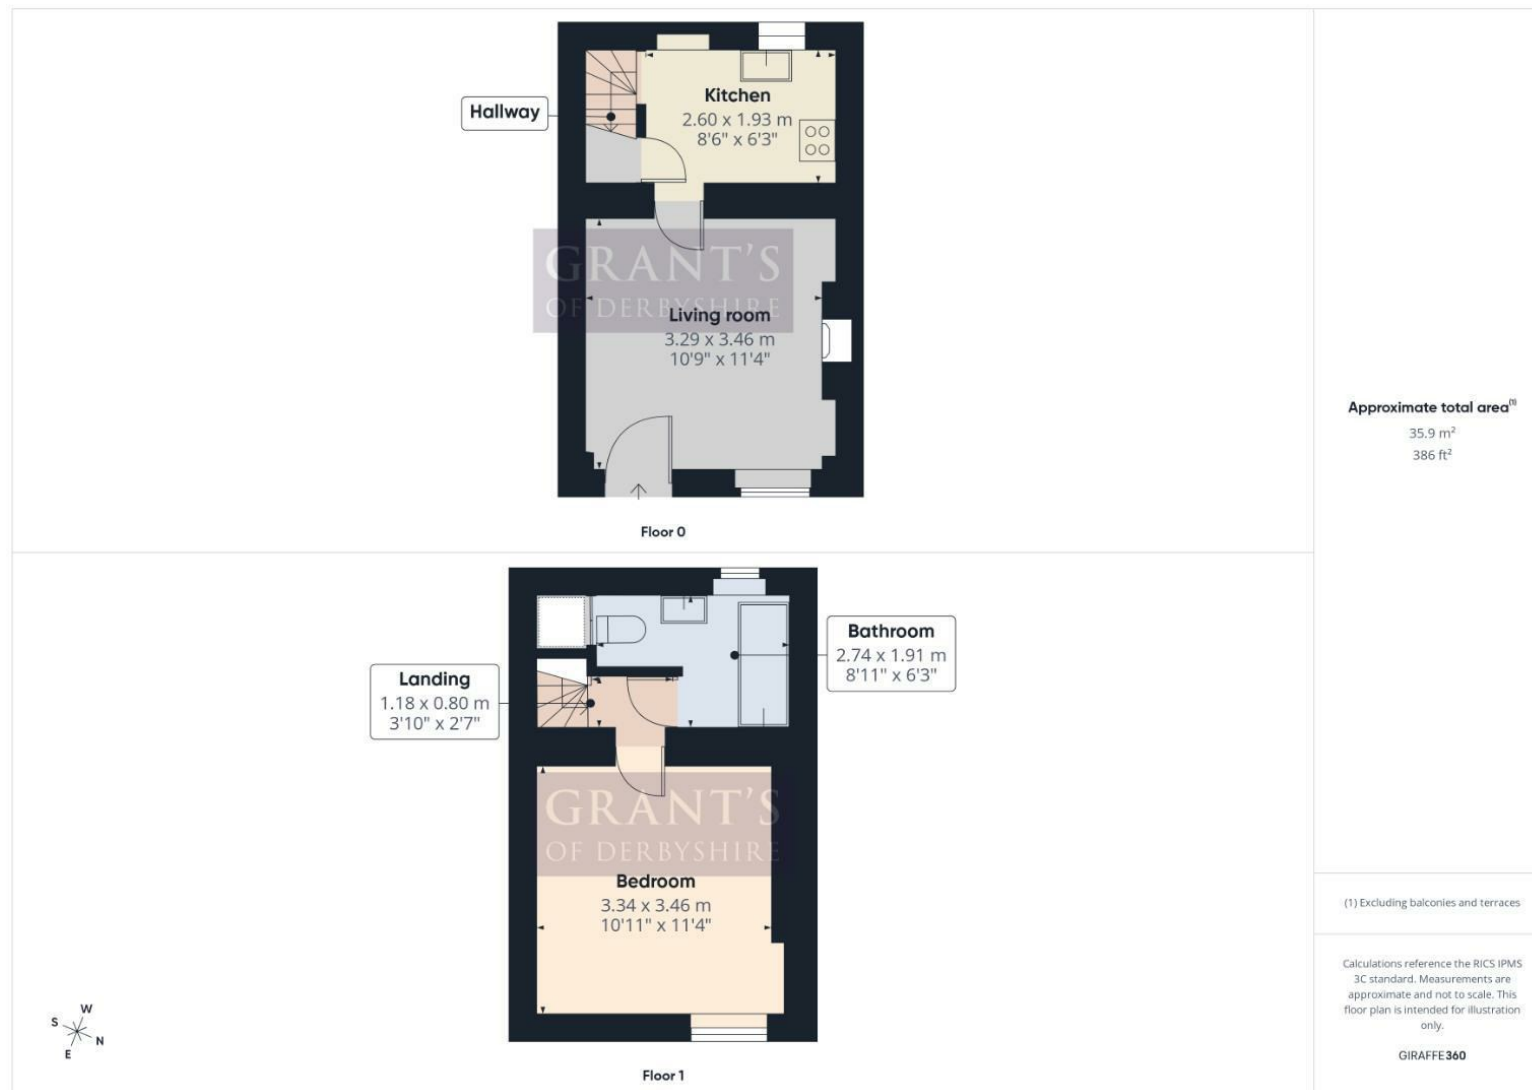 Hallway
Kitchen
2.60 x 1.93 m
8'6" x 6'3"
GRANT'S
OF DERBYSHIRE
Living room
3.29 x 3.46 m
10'9" x 11'4"
Floor 0
Landing
1.18 x 0.80 m
3'10" x 2'7"
Bathroom
2.74 x 1.91 m
8'11" x 6'3"
GRANT'S
OF DERBYSHIRE
Bedroom
3.34 x 3.46 m
10'11" x 11'4"
Floor 1
W
S
N
E
Approximate total area(1)
35.9 m²
386 ft²
(1) Excluding balconies and terraces
Calculations reference the RICS IPMS
3C standard. Measurements are
approximate and not to scale. This
floor plan is intended for illustration
only.
GIRAFFE360